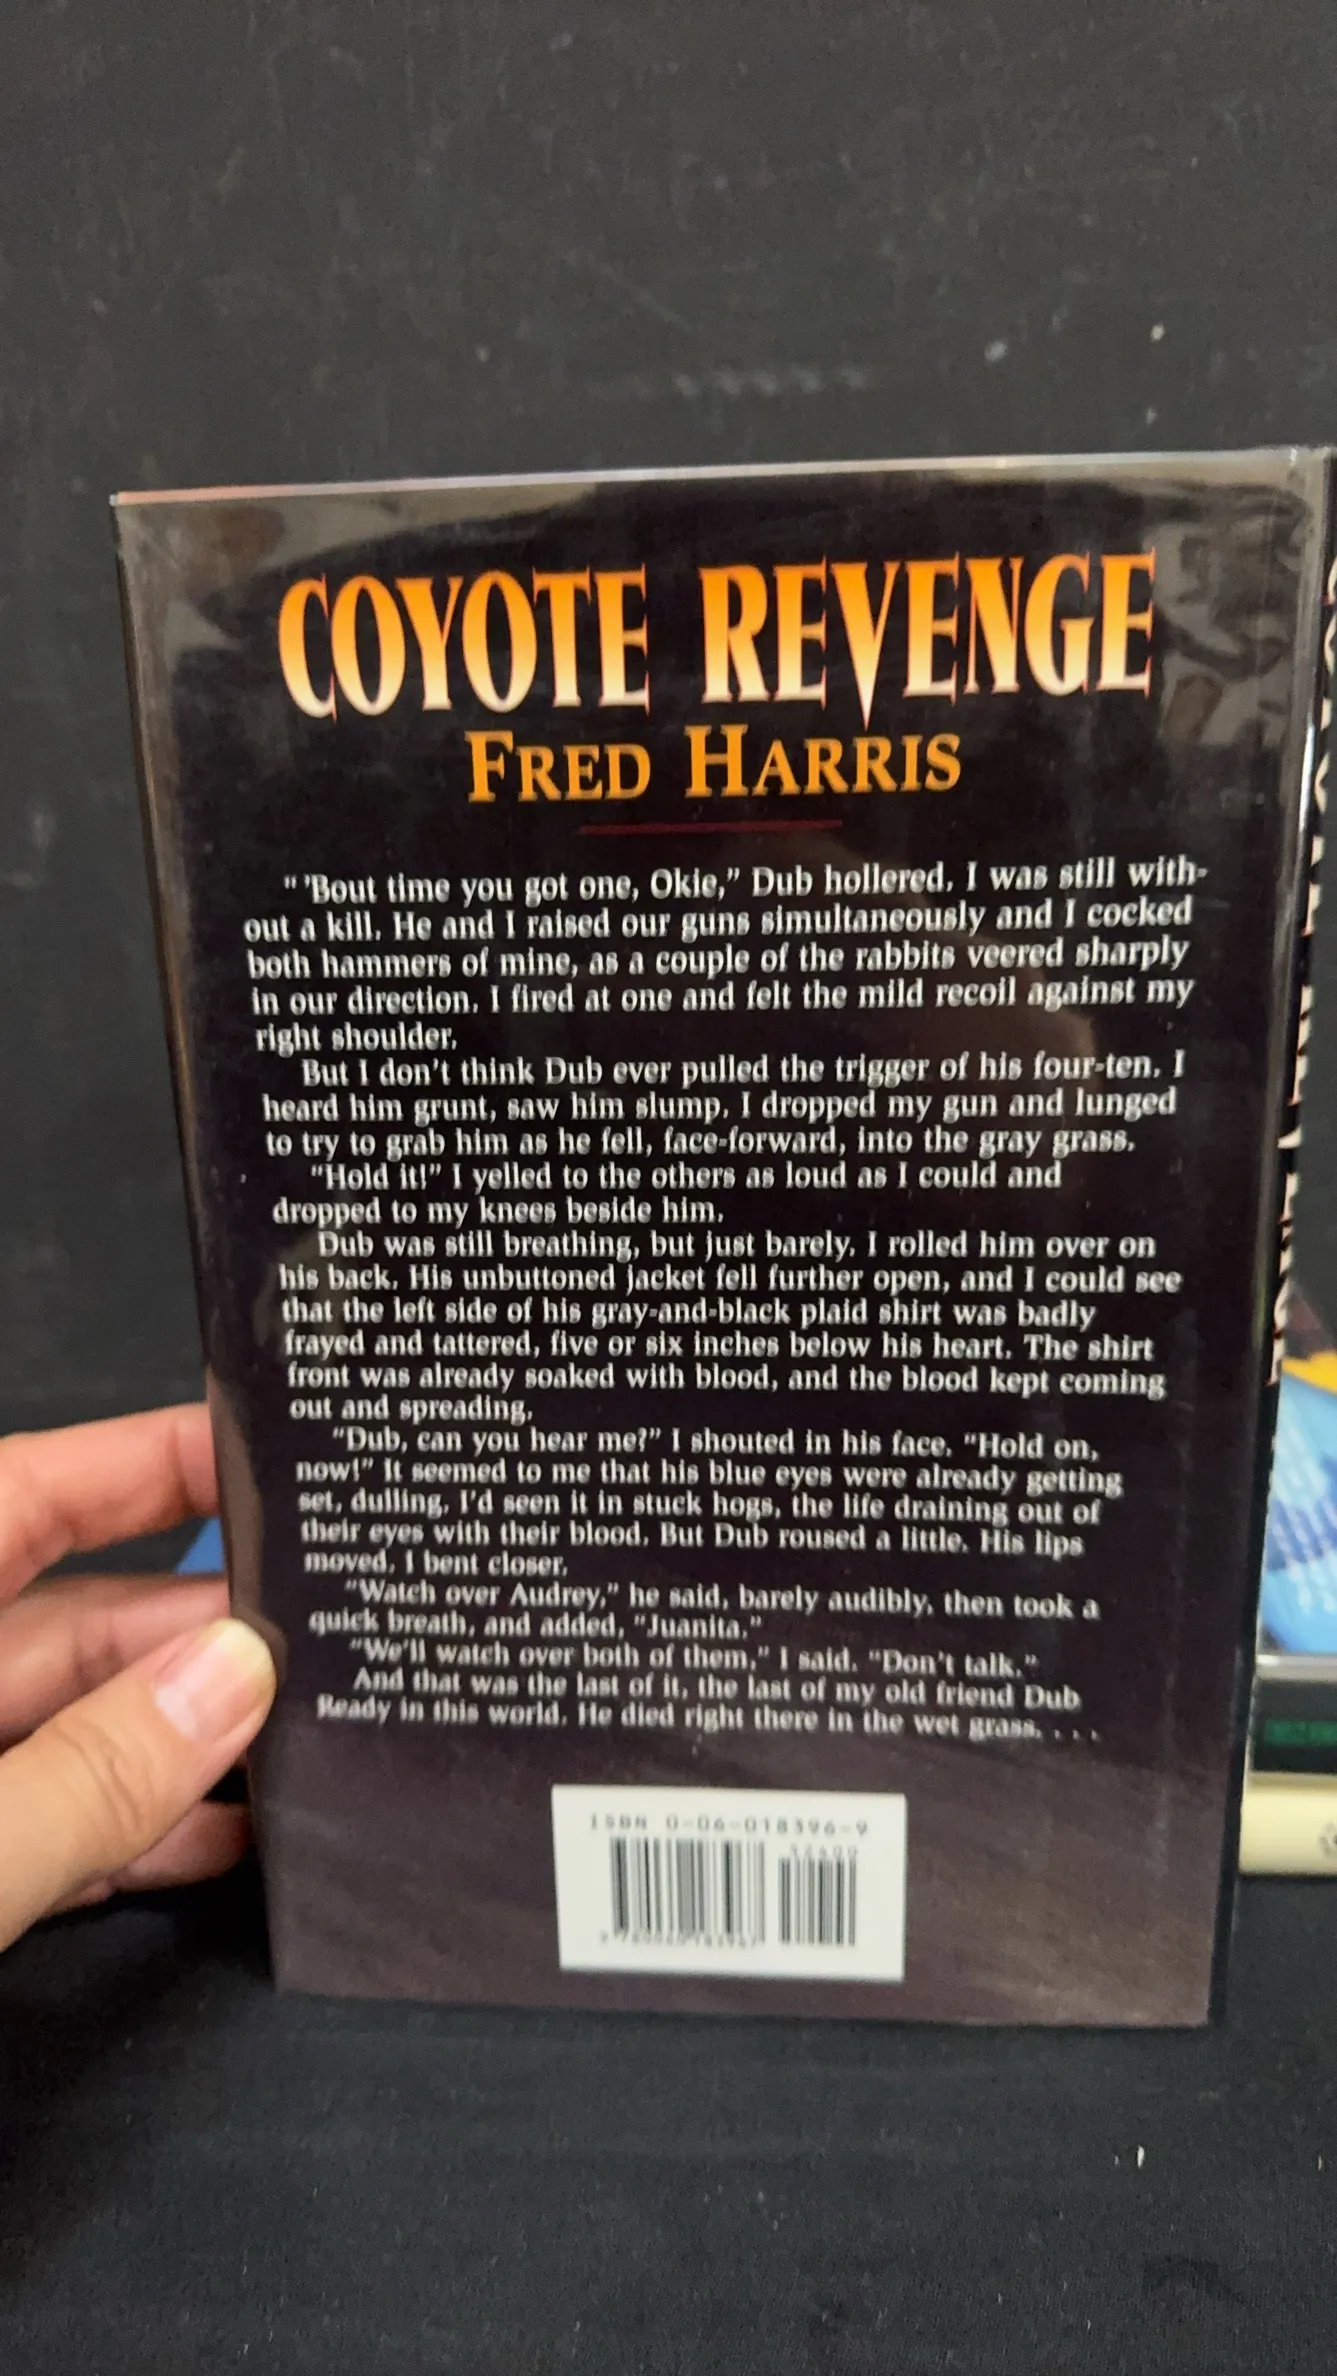 COYOTE REVENGE
FRED HARRIS
"'Bout time you got one, Okie," Dub hollered. I was still with-
out a kill. He and I raised our guns simultaneously and I cocked
both hammers of mine, as a couple of the rabbits veered sharply
in our direction. I fired at one and felt the mild recoil against my
right shoulder.
But I don't think Dub ever pulled the trigger of his four-ten. I
heard him grunt, saw him slump. I dropped my gun and lunged
to try to grab him as he fell, face-forward, into the gray grass.
"Hold it!" I yelled to the others as loud as I could and
dropped to my knees beside him.
Dub was still breathing, but just barely. I rolled him over on
his back. His unbuttoned jacket fell further open, and I could see
that the left side of his gray-and-black plaid shirt was badly
frayed and tattered, five or six inches below his heart. The shirt
front was already soaked with blood, and the blood kept coming
out and spreading.
"Dub, can you hear me?" I shouted in his face. "Hold on,
now!" It seemed to me that his blue eyes were already getting
set, dulling. I'd seen it in stuck hogs, the life draining out of
their eyes with their blood. But Dub roused a little. His lips
moved. I bent closer.
"Watch over Audrey," he said, barely audibly, then took a
quick breath, and added, "Juanita."
"We'll watch over both of them," I said. "Don't talk."
And that was the last of it, the last of my old friend Dub
Ready in this world. He died right there in the wet grass. . . .
ISBN 0-06-018396-9